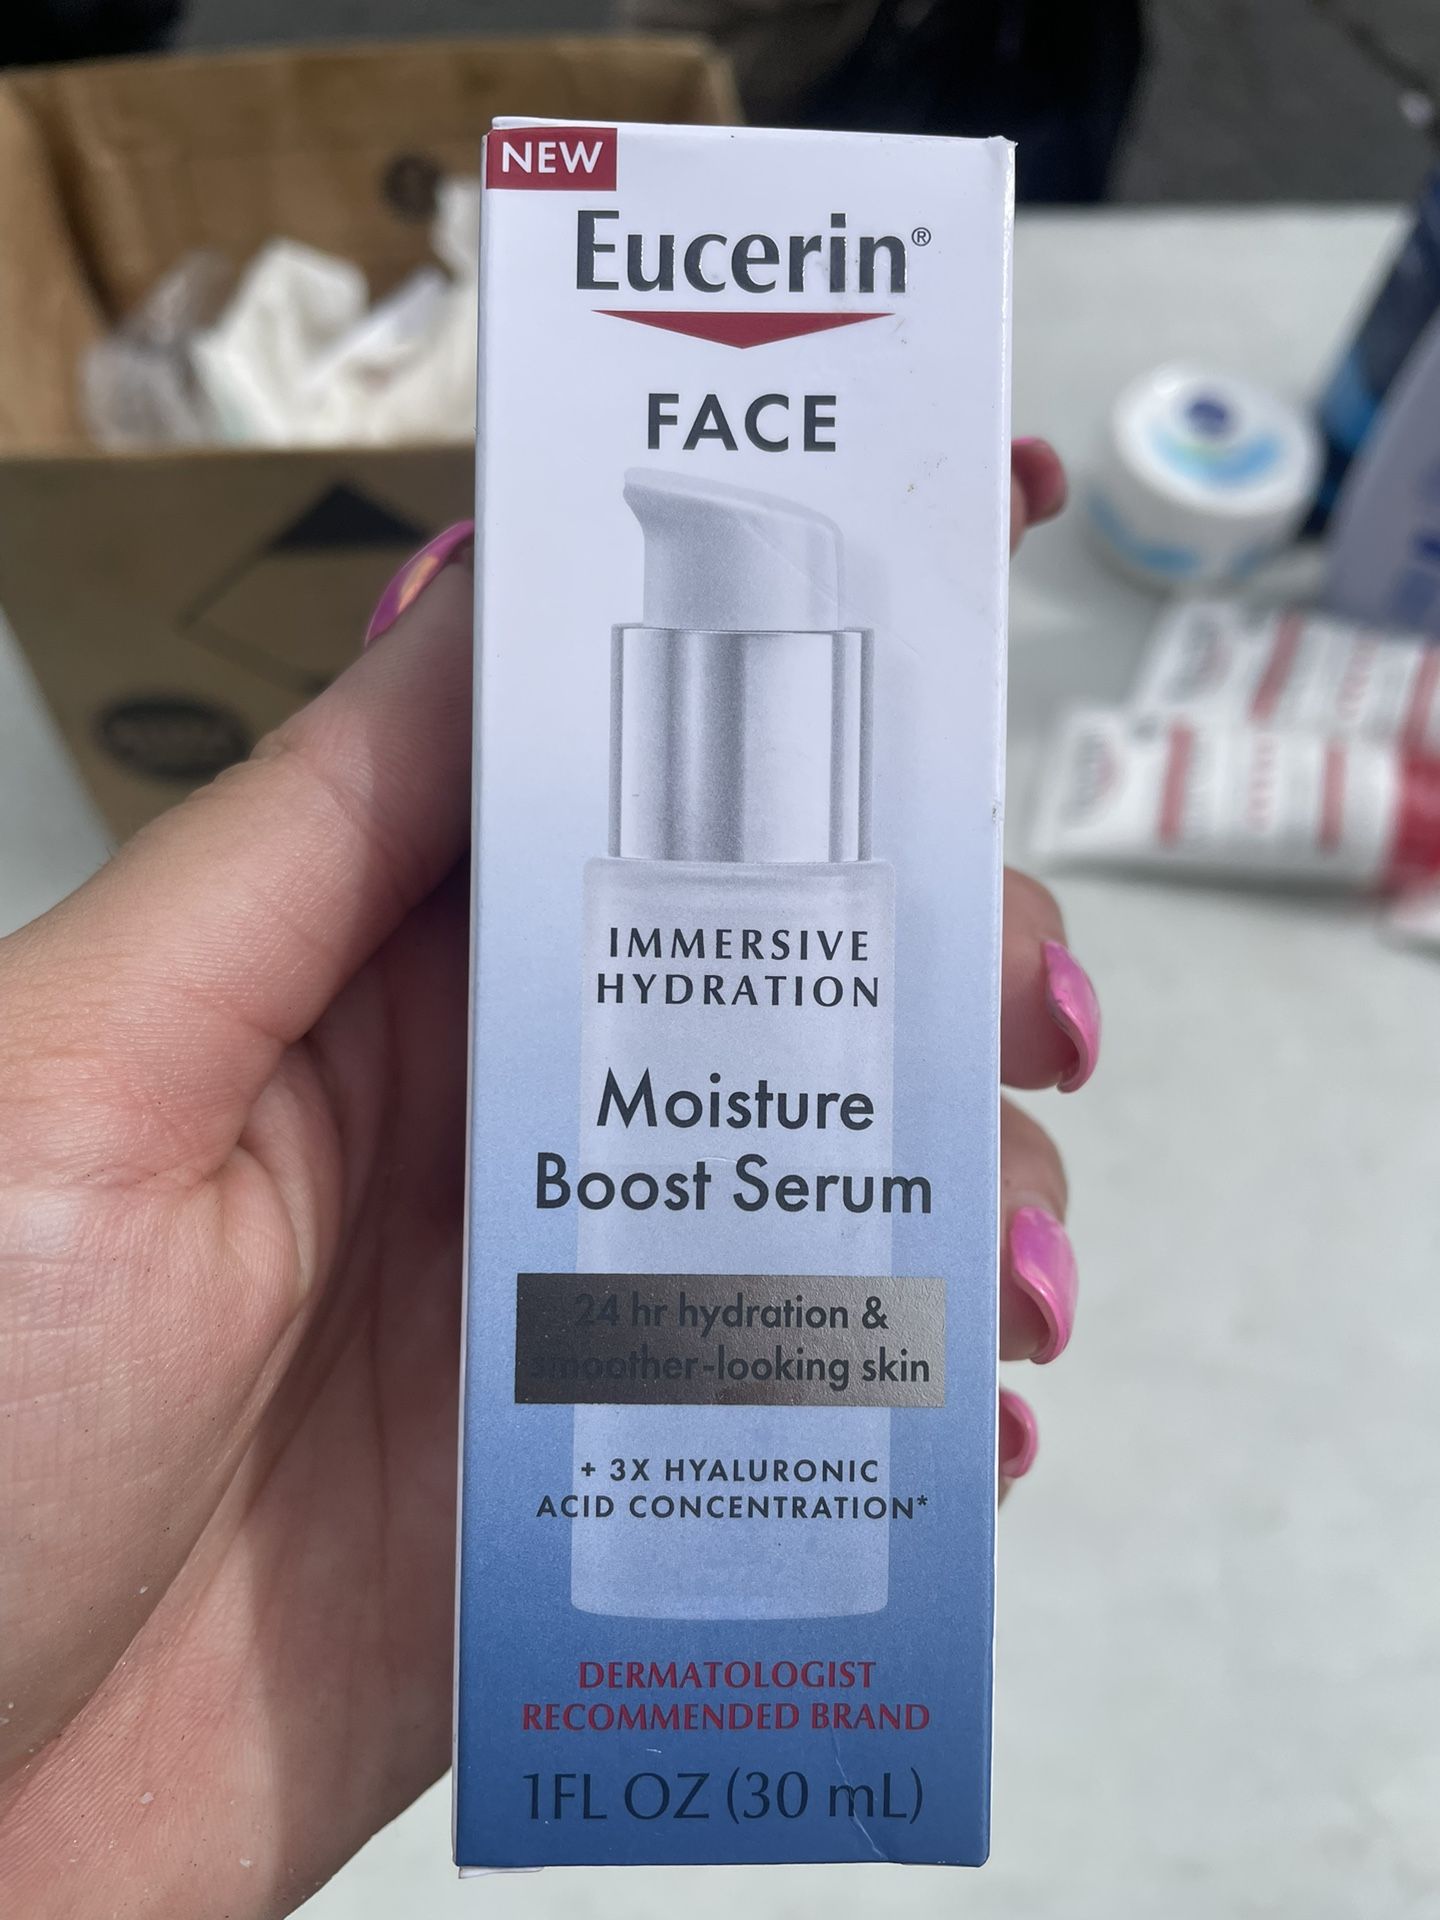 NEW
Eucerin®
FACE
IMMERSIVE
HYDRATION
Moisture
Boost Serum
24 hr hydration &
smoother-looking skin
+ 3X HYALURONIC
ACID CONCENTRATION*
DERMATOLOGIST
RECOMMENDED BRAND
1FL OZ (30 mL)